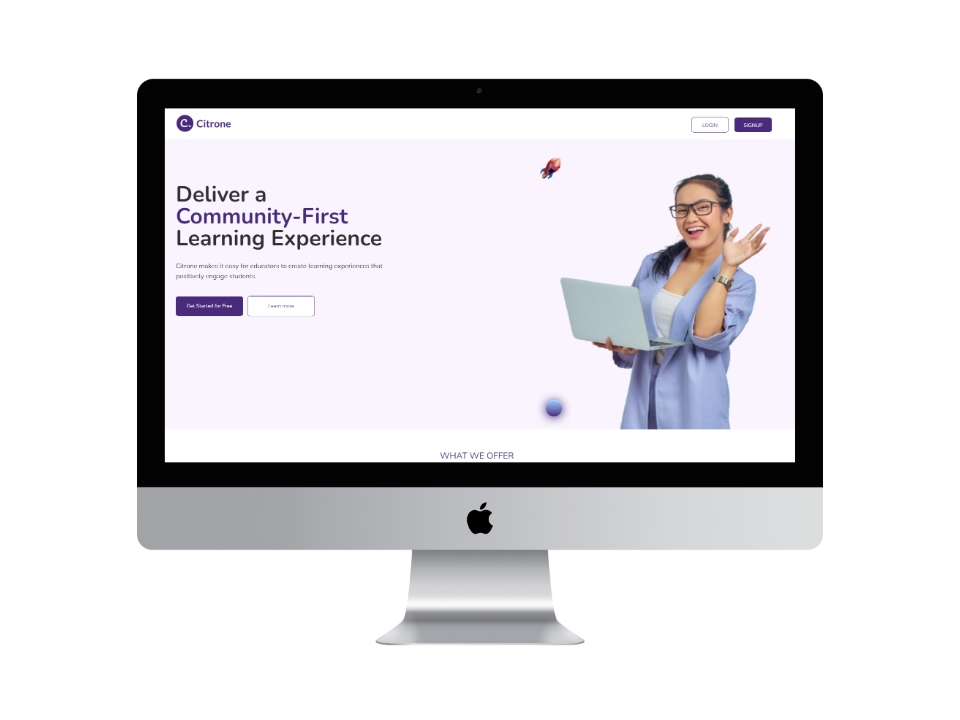 C. Citrone
LOGIN
SIGNUP
Deliver a
Community-First
Learning Experience
Citrone makes it easy for educators to create learning experiences that
positively engage students.
Get Started for Free
Learn more
WHAT WE OFFER